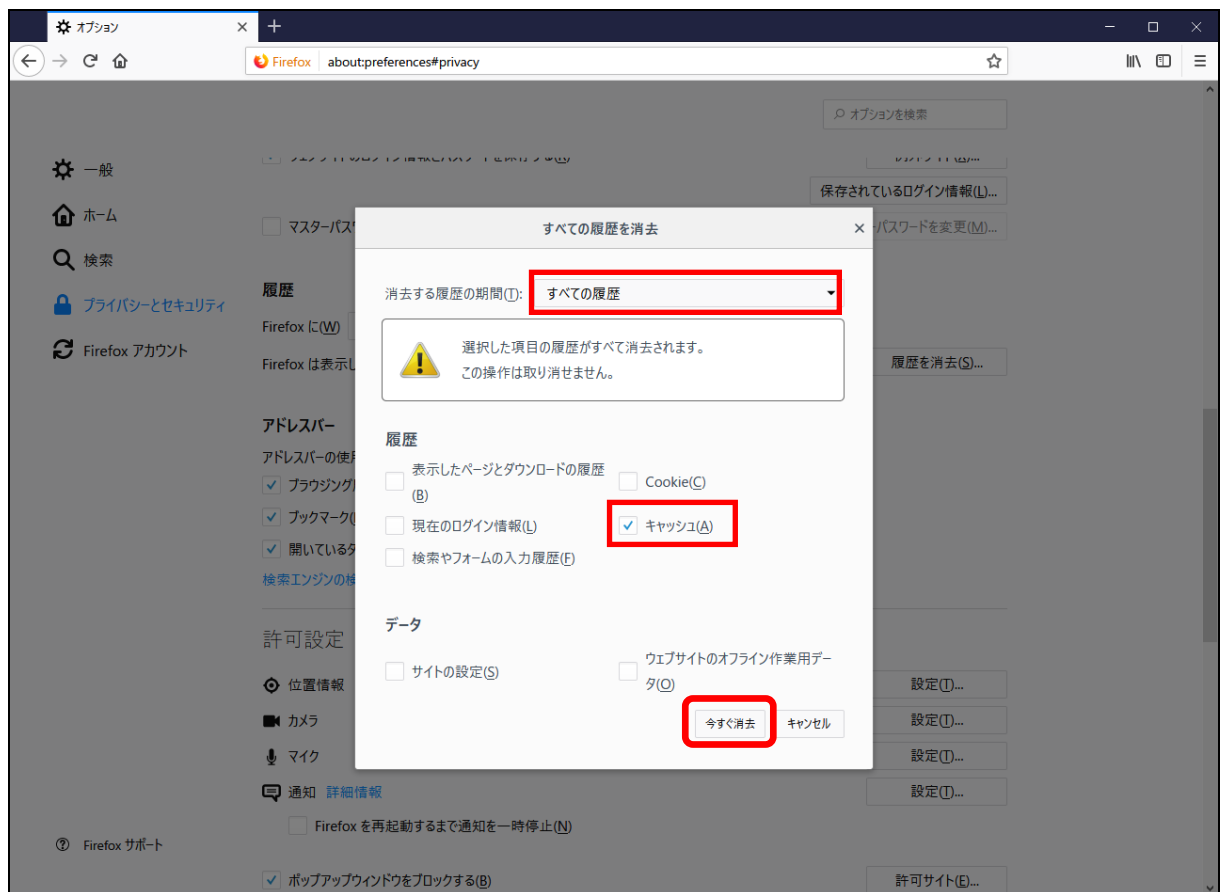 オプション
Firefox about:preferences#privacy
オプションを検索
一般
ホーム
検索
プライバシーとセキュリティ
Firefox アカウント
Firefox サポート
保存されているログイン情報(L)...
マスターパス
パスワードを変更(M)...
履歴
Firefox に(W)
Firefox は表示し
履歴を消去(S)...
アドレスバー
アドレスバーの使用
ブラウジング
ブックマーク(
開いているタ
検索エンジンの検
許可設定
位置情報
設定(T)...
カメラ
設定(T)...
マイク
設定(T)...
通知 詳細情報
設定(T)...
Firefox を再起動するまで通知を一時停止(N)
ポップアップウィンドウをブロックする(B)
許可サイト(E)...
すべての履歴を消去
消去する履歴の期間(T): すべての履歴
選択した項目の履歴がすべて消去されます。
この操作は取り消せません。
履歴
表示したページとダウンロードの履歴
(B)
Cookie(C)
現在のログイン情報(L)
キャッシュ(A)
検索やフォームの入力履歴(F)
データ
サイトの設定(S)
ウェブサイトのオフライン作業用デー
タ(O)
今すぐ消去 キャンセル